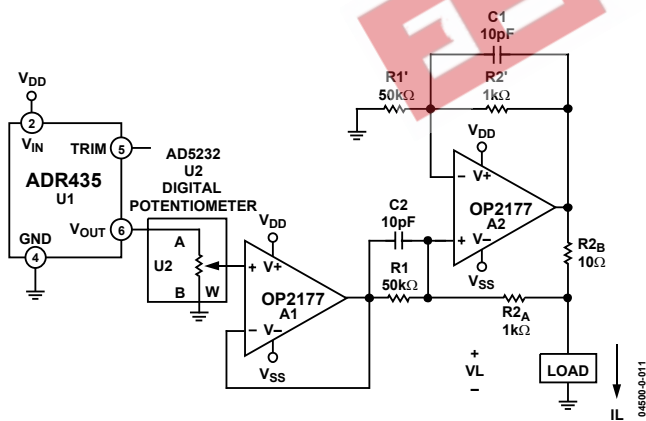 C1
10pF
R1'
50kΩ
R2'
1kΩ
VDD
2
VIN
TRIM
5
ADR435
U1
VOUT
6
GND
4
AD5232
U2
DIGITAL
POTENTIOMETER
A
U2
B
W
VDD
+
V+
OP2177
A1
−
V−
VSS
C2
10pF
R1
50kΩ
VDD
−
V+
OP2177
A2
+
V−
VSS
R2B
10Ω
R2A
1kΩ
+
VL
−
LOAD
IL
04500-0-011